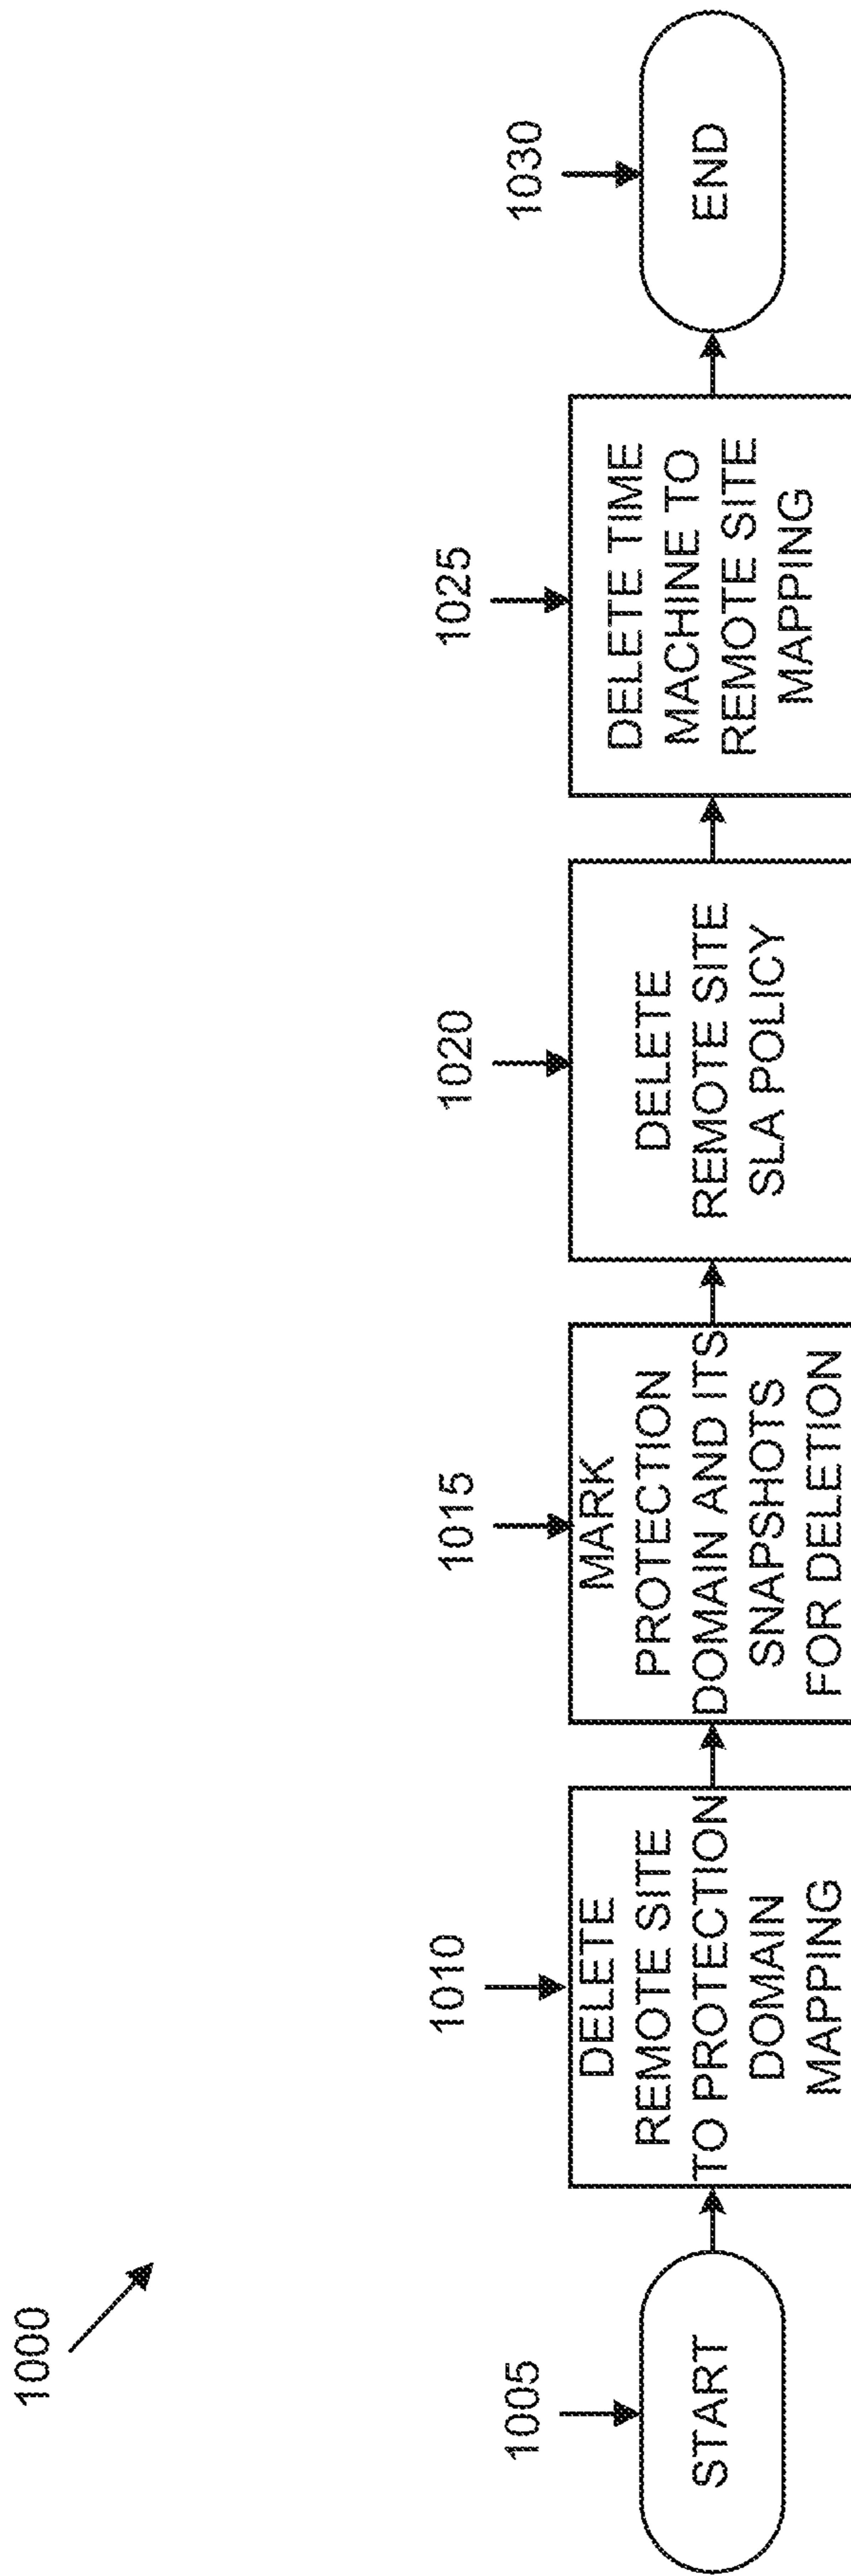 1000
1005
START
1010
DELETE
REMOTE SITE
TO PROTECTION
DOMAIN
MAPPING
1015
MARK
PROTECTION
DOMAIN AND ITS
SNAPSHOTS
FOR DELETION
1020
DELETE
REMOTE SITE
SLA POLICY
1025
DELETE TIME
MACHINE TO
REMOTE SITE
MAPPING
1030
END